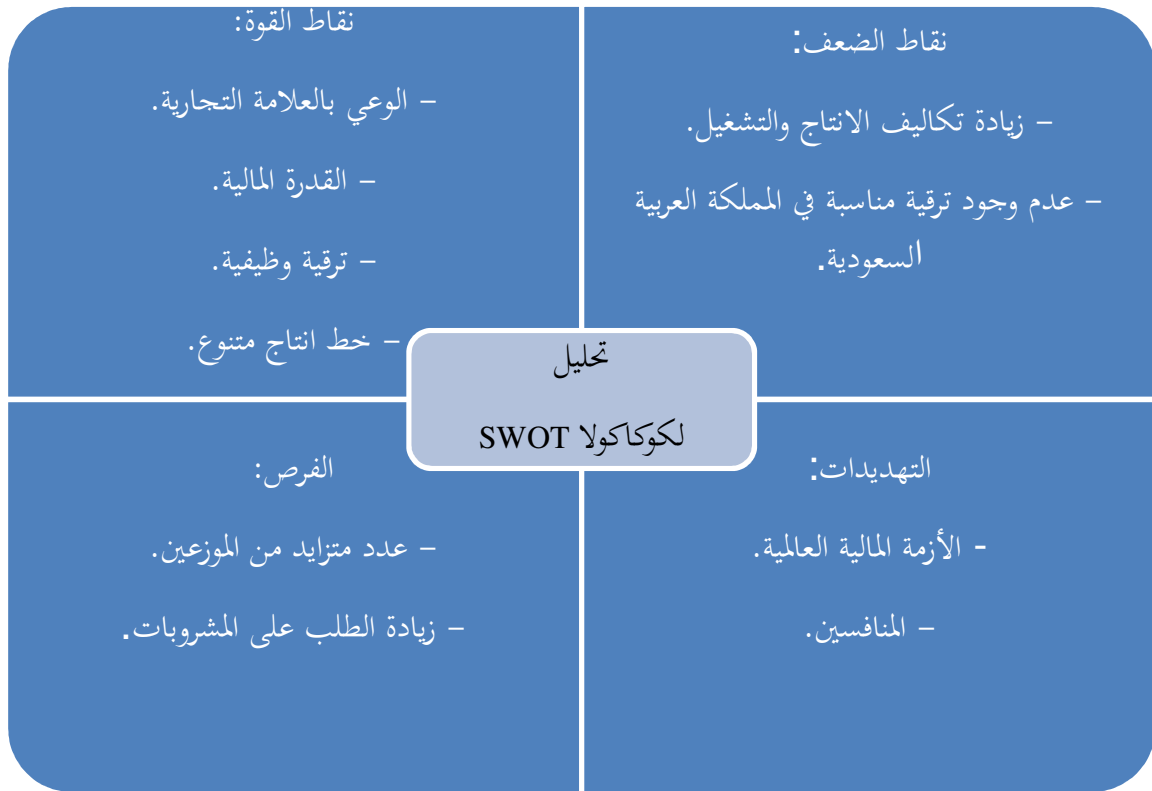 نقاط القوة:
– الوعي بالعلامة التجارية.
– القدرة المالية.
– ترقية وظيفية.
– خط انتاج متنوع.
نقاط الضعف:
– زيادة تكاليف الانتاج والتشغيل.
– عدم وجود ترقية مناسبة في المملكة العربية
السعودية.
تحليل
لكوكاكولا SWOT
الفرص:
– عدد متزايد من الموزعين.
– زيادة الطلب على المشروبات.
التهديدات:
- الأزمة المالية العالمية.
– المنافسين.